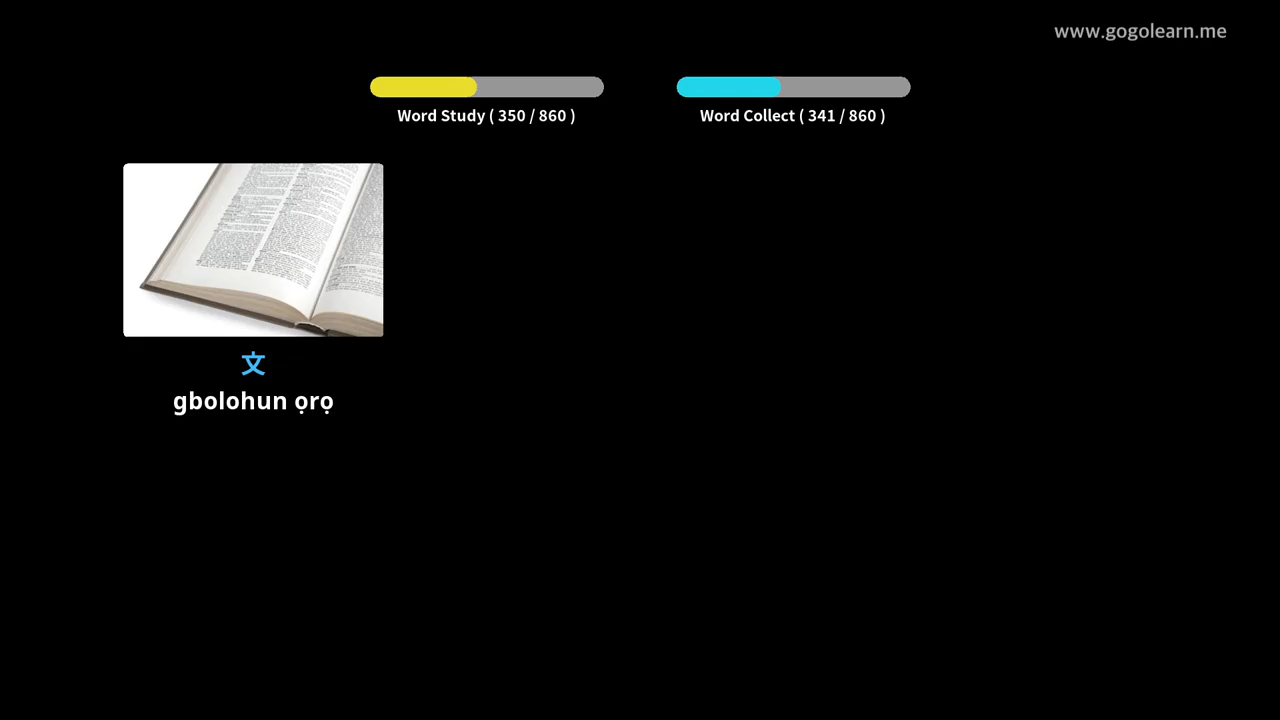 www.gogolearn.me
Word Study ( 350 / 860 )
Word Collect ( 341 / 860 )
文
gbolohun ọrọ